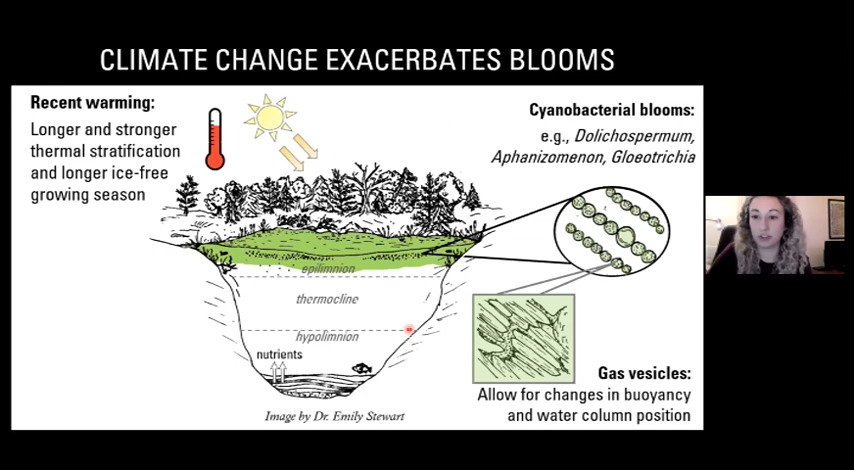 CLIMATE CHANGE EXACERBATES BLOOMS
Recent warming:
Longer and stronger
thermal stratification
and longer ice-free
growing season
Cyanobacterial blooms:
e.g., Dolichospermum,
Aphanizomenon, Gloeotrichia
epilimnion
thermocline
hypolimnion
nutrients
Gas vesicles:
Allow for changes in buoyancy
and water column position
Image by Dr. Emily Stewart